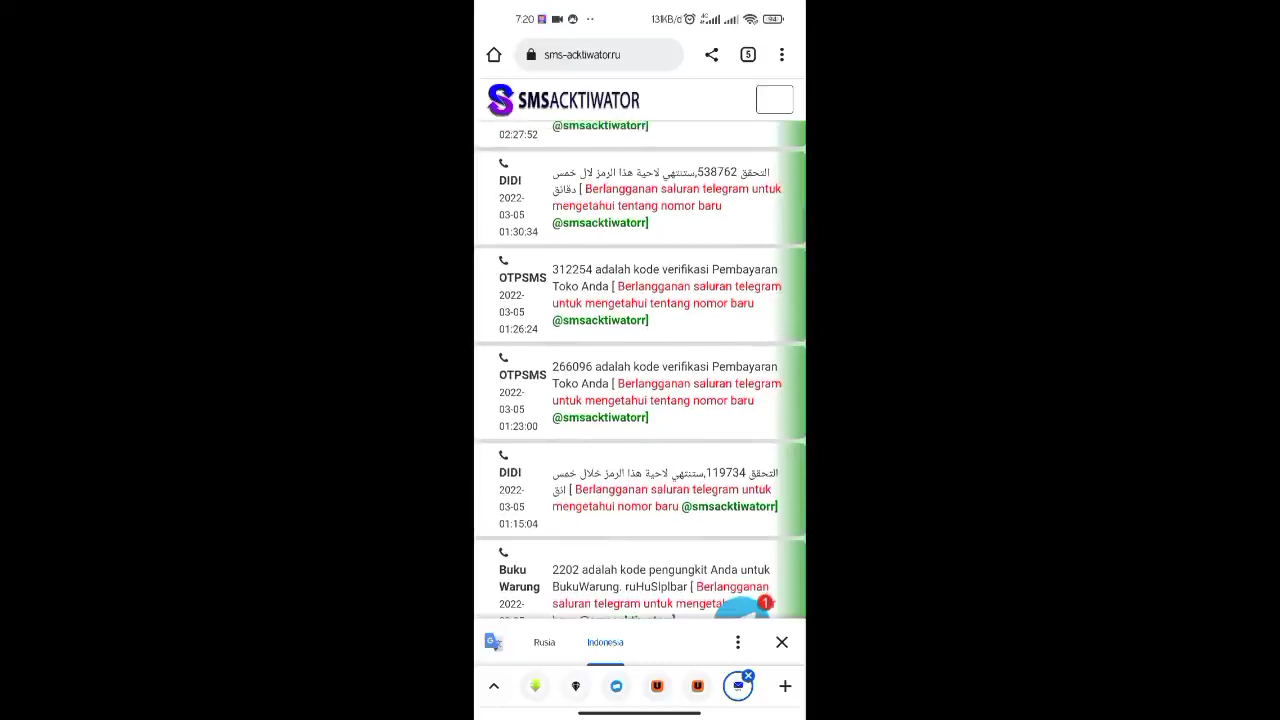 7.20
131KB/d
4G
94
sms-acktiwator.ru
5
SMSACKTIWATOR
@smsacktiwatorr]
02:27:52
DIDI
2022-
03-05
01:30:34
التحقق 538762,ستنتهي لاحية هذا الرمز لال خمس
دقائق [ Berlangganan saluran telegram untuk
mengetahui tentang nomor baru
@smsacktiwatorr]
OTPSMS
2022-
03-05
01:26:24
312254 adalah kode verifikasi Pembayaran
Toko Anda [ Berlangganan saluran telegram
untuk mengetahui tentang nomor baru
@smsacktiwatorr]
OTPSMS
2022-
03-05
01:23:00
266096 adalah kode verifikasi Pembayaran
Toko Anda [ Berlangganan saluran telegram
untuk mengetahui tentang nomor baru
@smsacktiwatorr]
DIDI
2022-
03-05
01:15:04
التحقق 119734,ستنتهي لاحية هذا الرمز خلال خمس
ائق [ Berlangganan saluran telegram untuk
mengetahui nomor baru @smsacktiwatorr]
Buku
Warung
2022-
2202 adalah kode pengungkit Anda untuk
BukuWarung. ruHuSlplbar [ Berlangganan
saluran telegram untuk
1
Rusia
Indonesia